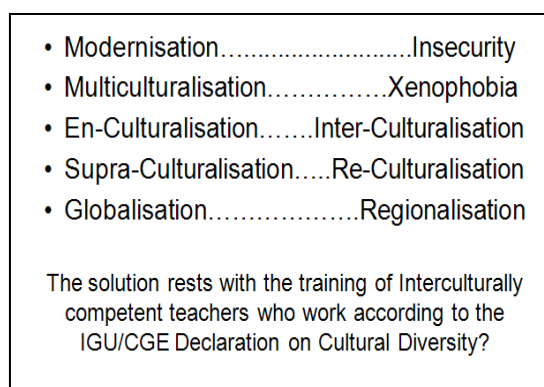 • Modernisation…...........................Insecurity
• Multiculturalisation………….…Xenophobia
• En-Culturalisation…….Inter-Culturalisation
• Supra-Culturalisation…..Re-Culturalisation
• Globalisation………………….Regionalisation
The solution rests with the training of Interculturally
competent teachers who work according to the
IGU/CGE Declaration on Cultural Diversity?